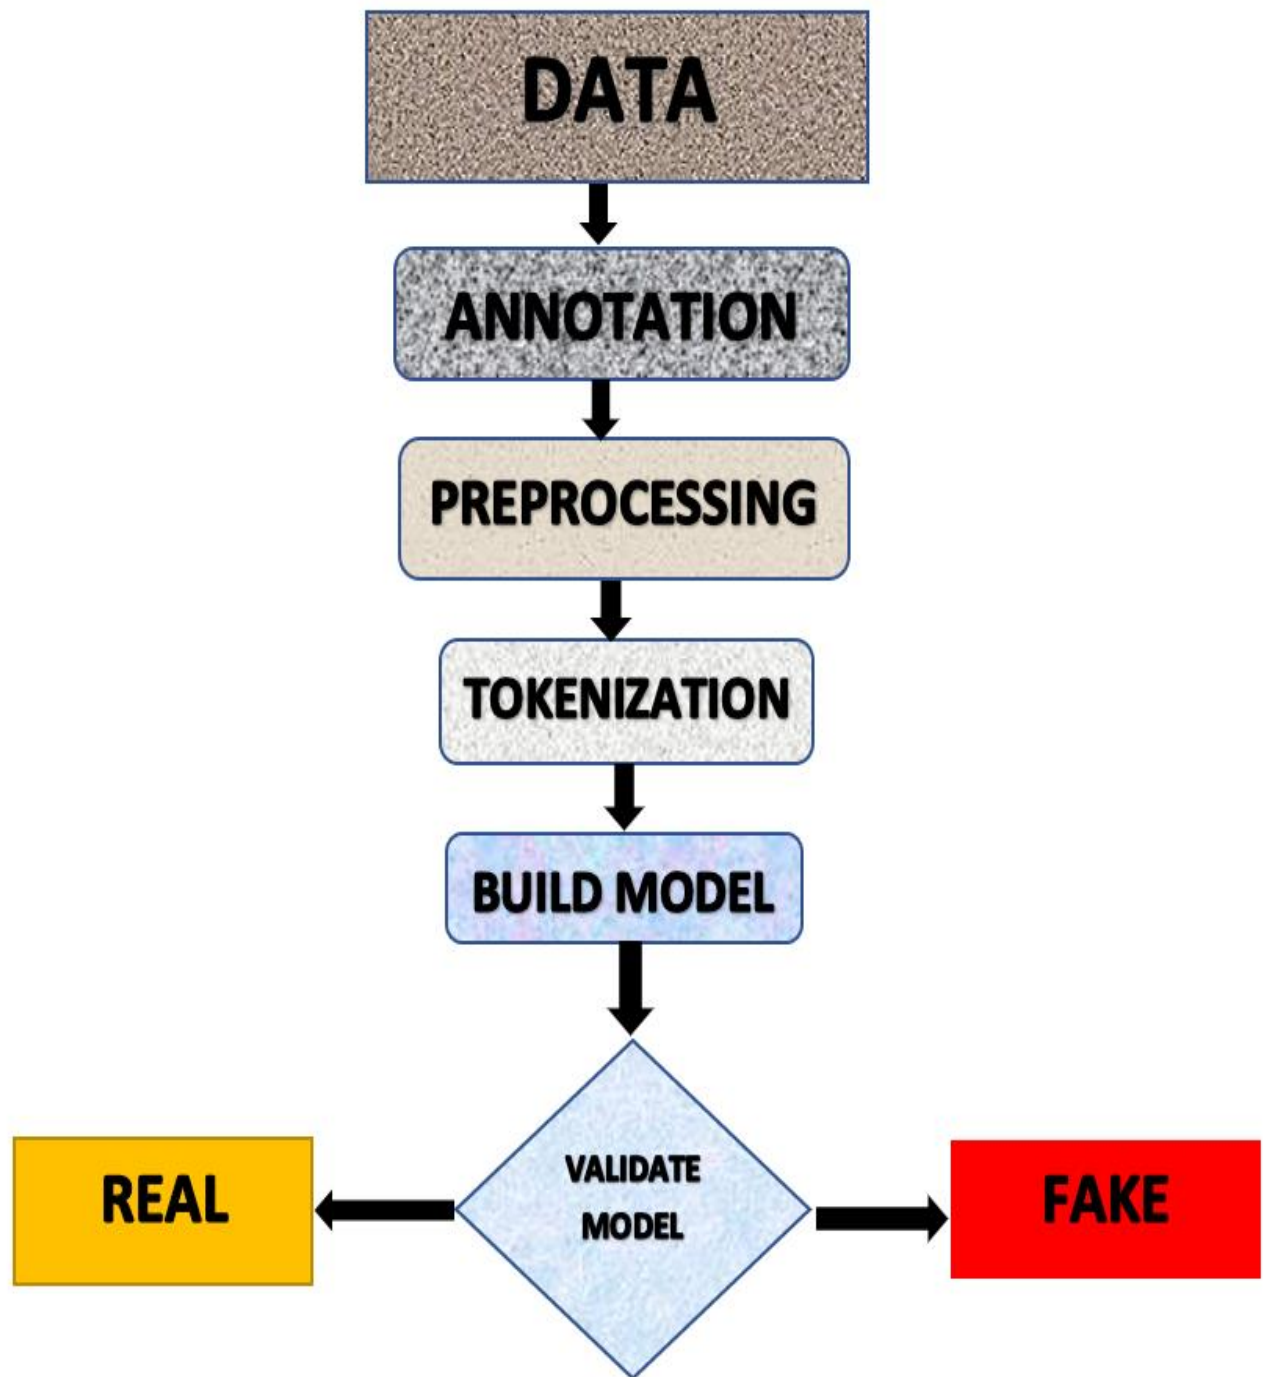 DATA
ANNOTATION
PREPROCESSING
TOKENIZATION
BUILD MODEL
VALIDATE
MODEL
REAL
FAKE